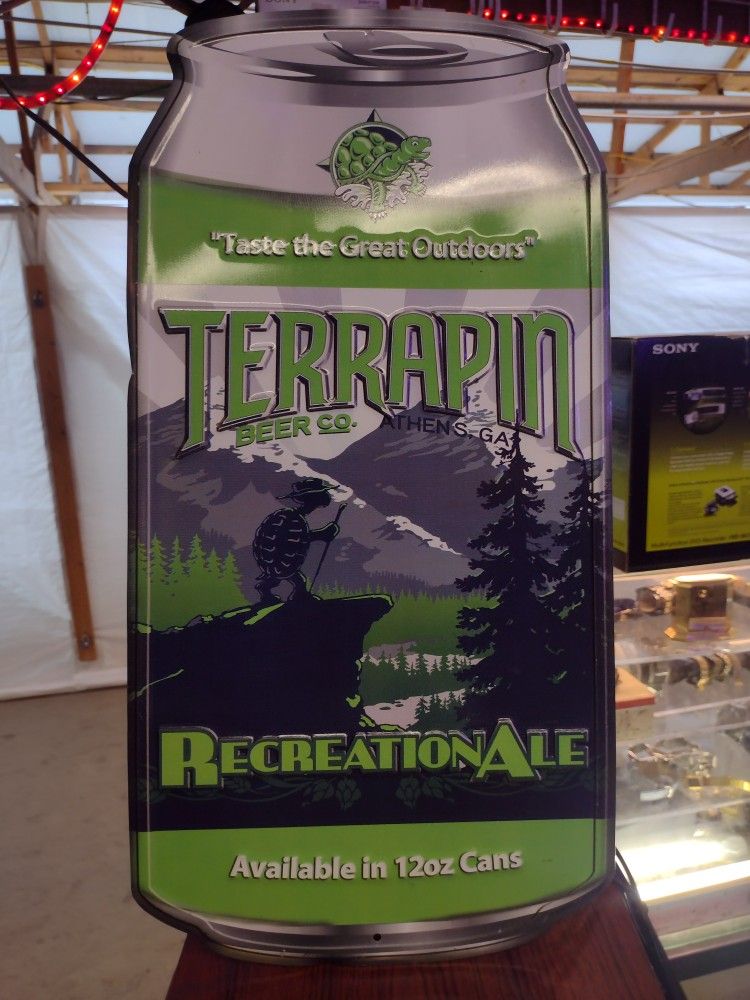 "Taste the Great Outdoors"
TERRAPIN
BEER CO. ATHENS, GA
RECREATIONALE
Available in 12oz Cans
SONY